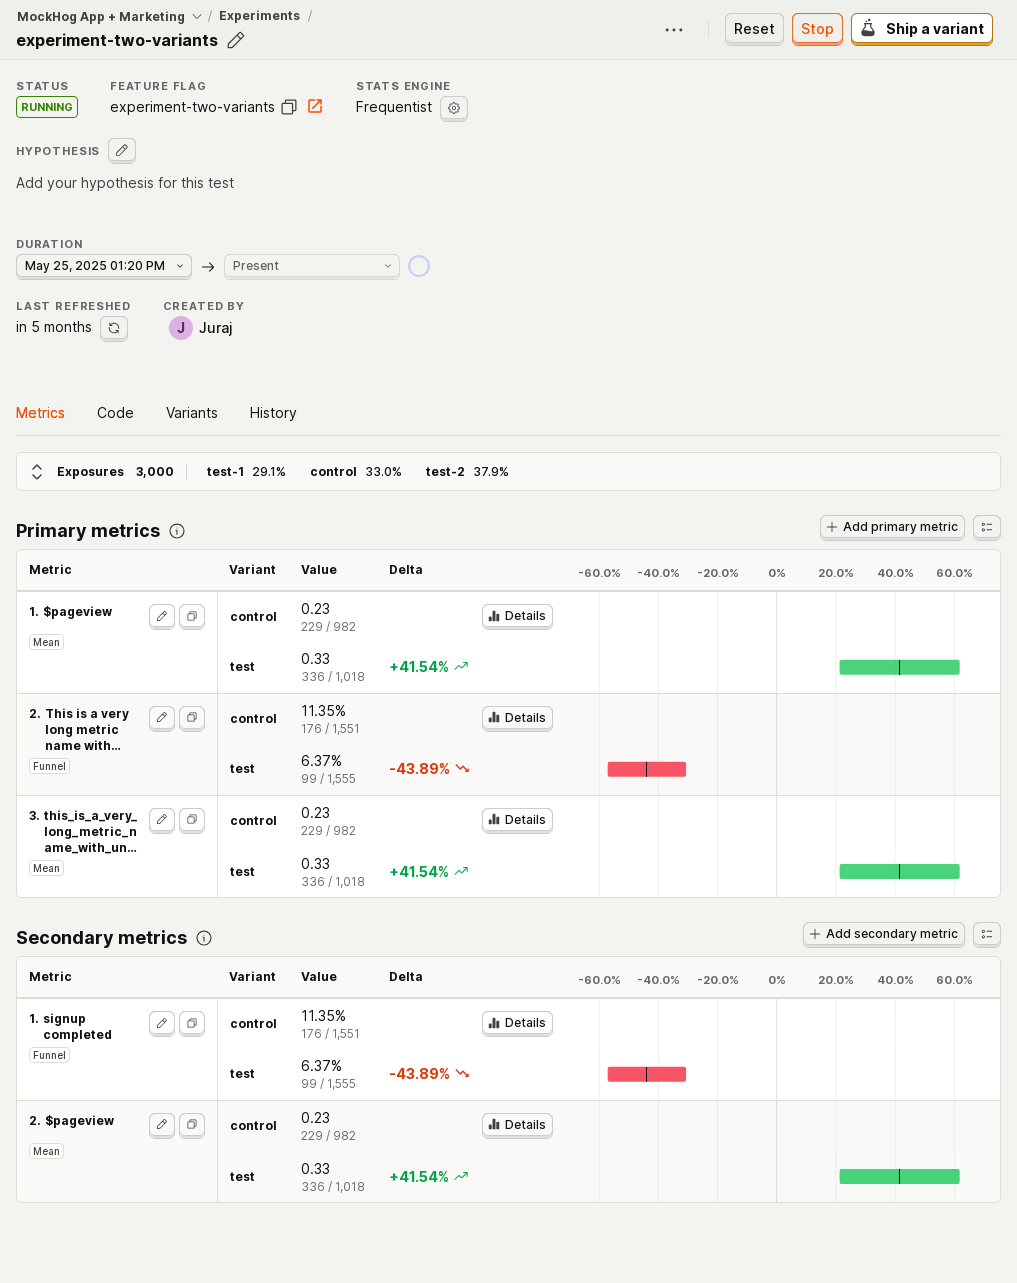 MockHog App + Marketing / Experiments /
experiment-two-variants
Reset Stop Ship a variant
STATUS FEATURE FLAG STATS ENGINE
RUNNING experiment-two-variants Frequentist
HYPOTHESIS
Add your hypothesis for this test
DURATION
May 25, 2025 01:20 PM → Present
LAST REFRESHED CREATED BY
in 5 months J Juraj
Metrics Code Variants History
Exposures 3,000 test-1 29.1% control 33.0% test-2 37.9%
Primary metrics
Add primary metric
Metric Variant Value Delta -60.0% -40.0% -20.0% 0% 20.0% 40.0% 60.0%
1. $pageview
Mean
control 0.23 Details
229 / 982
test 0.33 +41.54%
336 / 1,018
2. This is a very
long metric
name with...
Funnel
control 11.35% Details
176 / 1,551
test 6.37% -43.89%
99 / 1,555
3. this_is_a_very_
long_metric_n
ame_with_un...
Mean
control 0.23 Details
229 / 982
test 0.33 +41.54%
336 / 1,018
Secondary metrics
Add secondary metric
Metric Variant Value Delta -60.0% -40.0% -20.0% 0% 20.0% 40.0% 60.0%
1. signup
completed
Funnel
control 11.35% Details
176 / 1,551
test 6.37% -43.89%
99 / 1,555
2. $pageview
Mean
control 0.23 Details
229 / 982
test 0.33 +41.54%
336 / 1,018